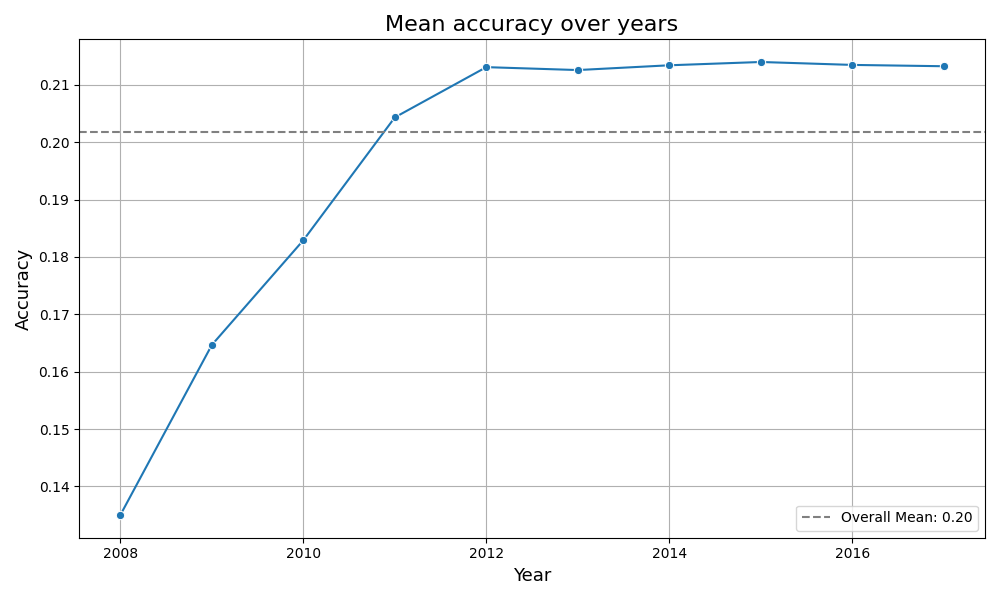 Mean accuracy over years
Accuracy
0.21
0.20
0.19
0.18
0.17
0.16
0.15
0.14
Overall Mean: 0.20
2008 2010 2012 2014 2016
Year